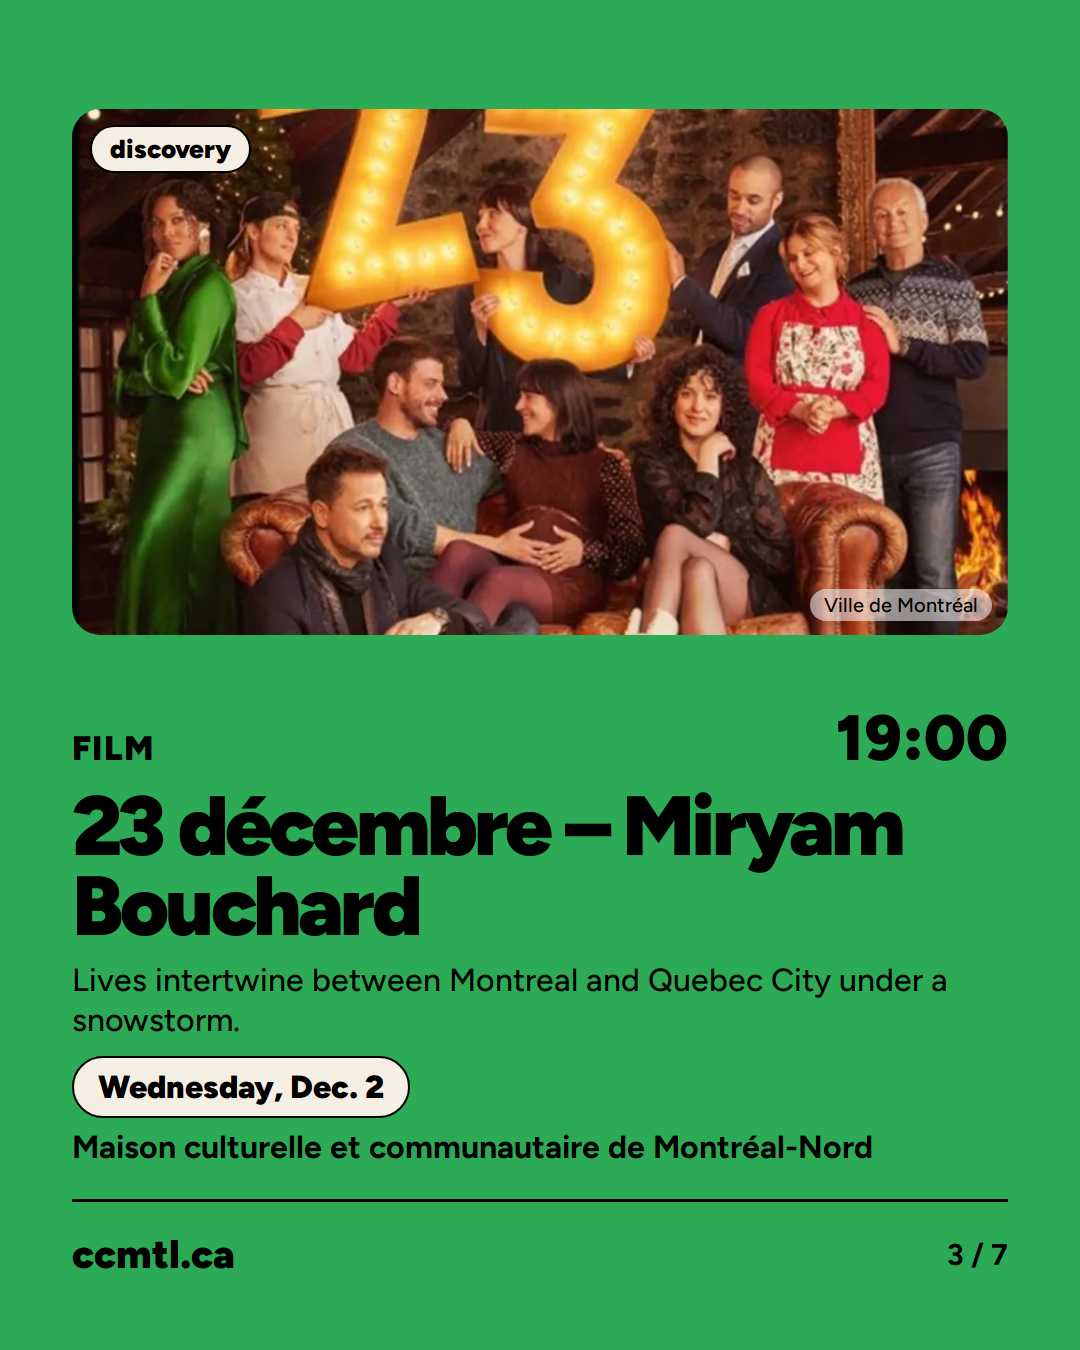 discovery
23
Ville de Montréal
FILM
19:00
23 décembre – Miryam
Bouchard
Lives intertwine between Montreal and Quebec City under a
snowstorm.
Wednesday, Dec. 2
Maison culturelle et communautaire de Montréal-Nord
ccmtl.ca
3 / 7